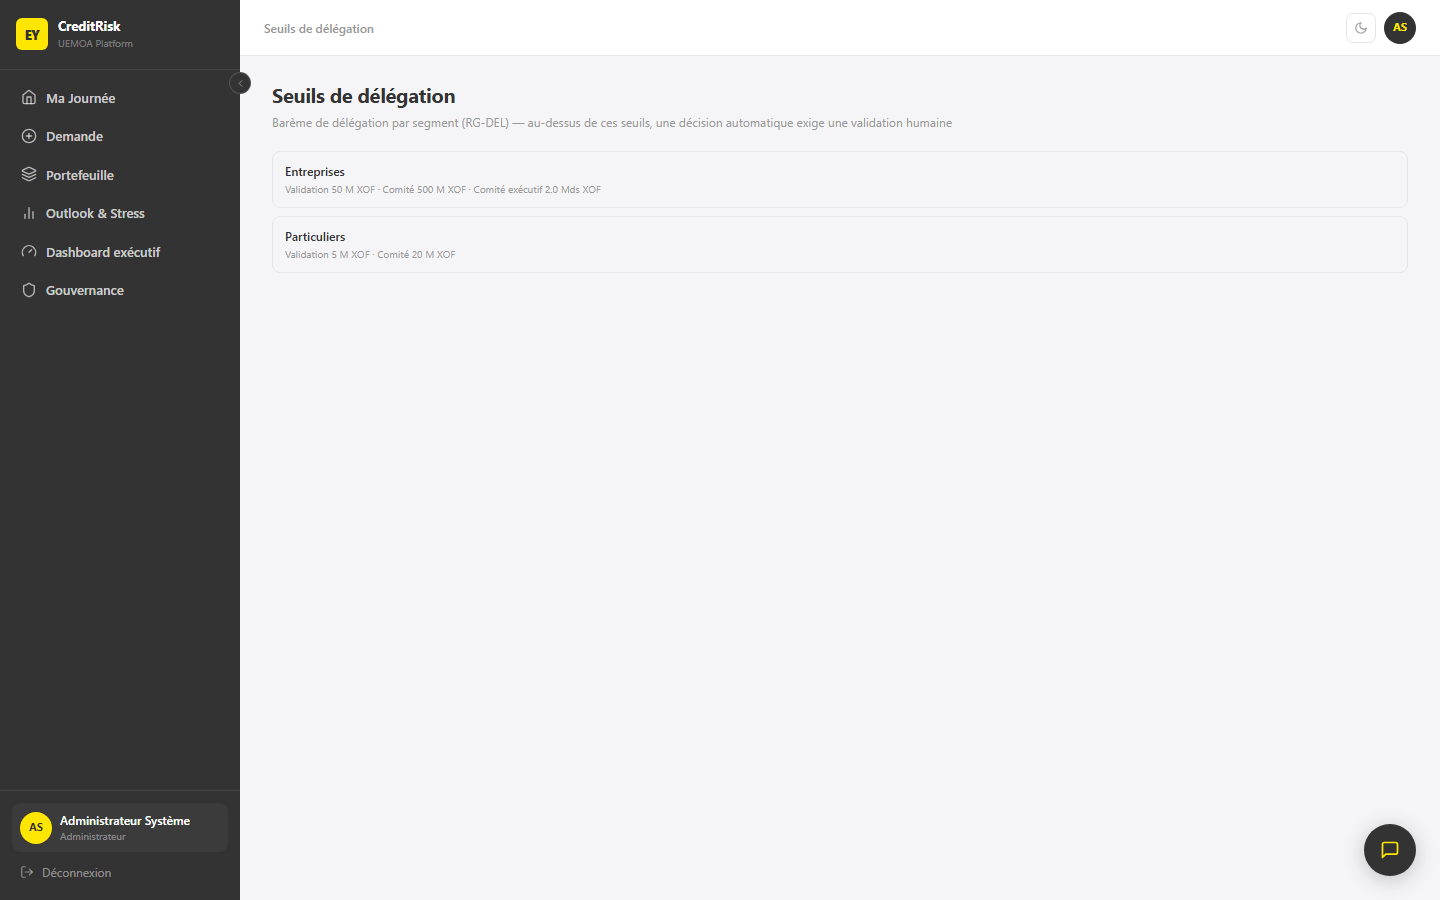 EY
CreditRisk
UEMOA Platform
Ma Journée
Demande
Portefeuille
Outlook & Stress
Dashboard exécutif
Gouvernance
AS
Administrateur Système
Administrateur
Déconnexion
Seuils de délégation
AS
Seuils de délégation
Barème de délégation par segment (RG-DEL) — au-dessus de ces seuils, une décision automatique exige une validation humaine
Entreprises
Validation 50 M XOF · Comité 500 M XOF · Comité exécutif 2.0 Mds XOF
Particuliers
Validation 5 M XOF · Comité 20 M XOF